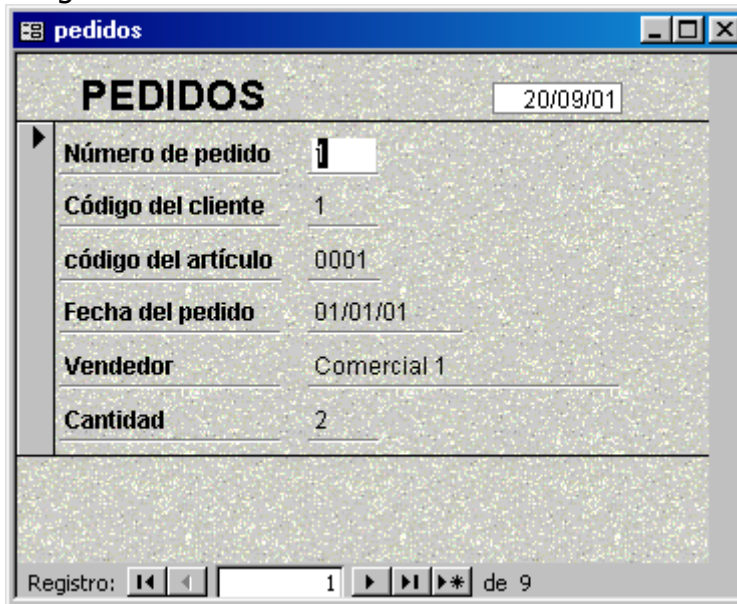 pedidos
PEDIDOS 20/09/01
Número de pedido 1
Código del cliente 1
código del artículo 0001
Fecha del pedido 01/01/01
Vendedor Comercial 1
Cantidad 2
Registro: 1 de 9